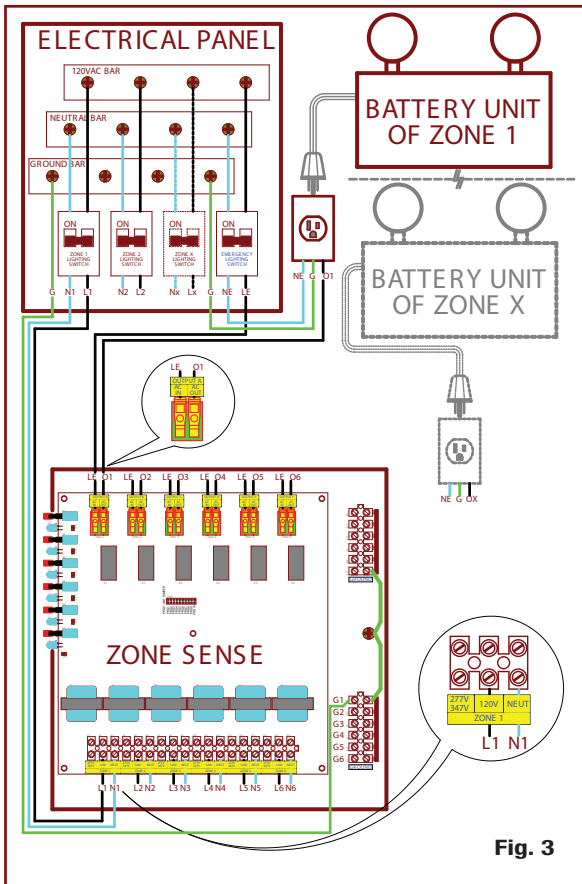 ELECTRICAL PANEL
120VAC BAR
NEUTRAL BAR
GROUND BAR
ON
ZONE 1
LIGHTING
SWITCH
ON
ZONE 2
LIGHTING
SWITCH
ON
ZONE X
LIGHTING
SWITCH
ON
EMERGENCY
LIGHTING
SWITCH
G N1 L1 N2 L2 Nx Lx G NE LE
NE G O1
BATTERY UNIT
OF ZONE 1
BATTERY UNIT
OF ZONE X
NE G OX
LE O1
OUTPUT A
AC IN
AC OUT
LE O1 LE O2 LE O3 LE O4 LE O5 LE O6
GROUND
ZONE SENSE
G1
G2
G3
G4
G5
G6
GROUND
L1 N1 L2 N2 L3 N3 L4 N4 L5 N5 L6 N6
277V
347V
120V
NEUT
ZONE 1
L1 N1
Fig. 3